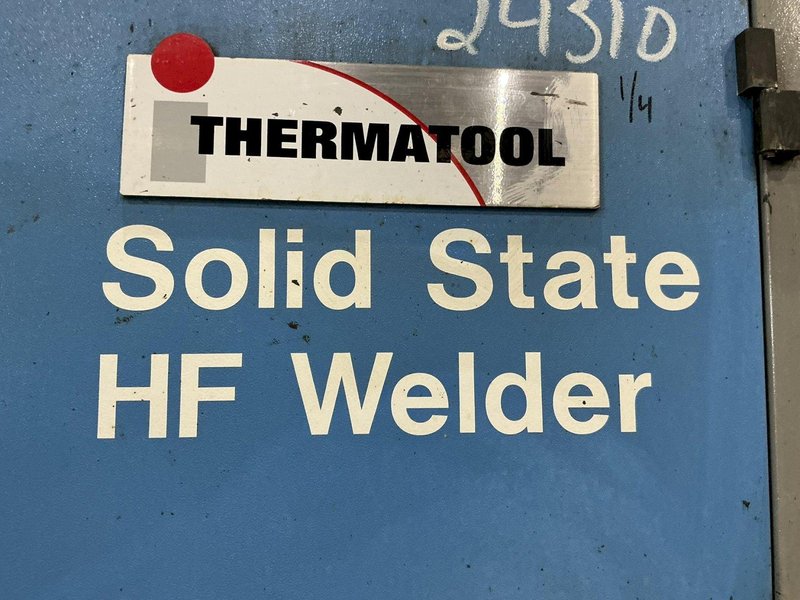 24310
1/4
THERMATOOL
Solid State
HF Welder